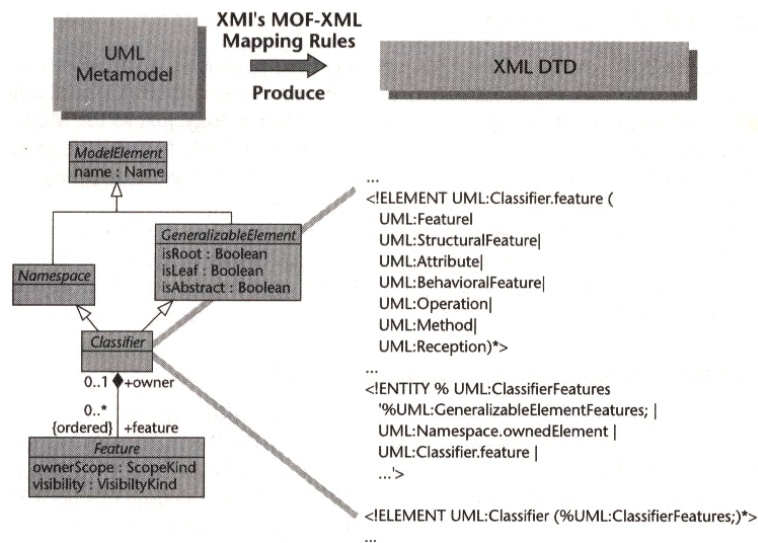 UML
Metamodel
XMI's MOF-XML
Mapping Rules
Produce
XML DTD
ModelElement
name : Name
Namespace
GeneralizableElement
isRoot : Boolean
isLeaf : Boolean
isAbstract : Boolean
Classifier
0..1
+owner
0..*
{ordered}
+feature
Feature
ownerScope : ScopeKind
visibility : VisibiltyKind
...
<!ELEMENT UML:Classifier.feature (
UML:Featurel
UML:StructuralFeature|
UML:Attribute|
UML:BehavioralFeature|
UML:Operation|
UML:Method|
UML:Reception)*>
...
<!ENTITY % UML:ClassifierFeatures
'%UML:GeneralizableElementFeatures; |
UML:Namespace.ownedElement |
UML:Classifier.feature |
...'>
<!ELEMENT UML:Classifier (%UML:ClassifierFeatures;)*>
...